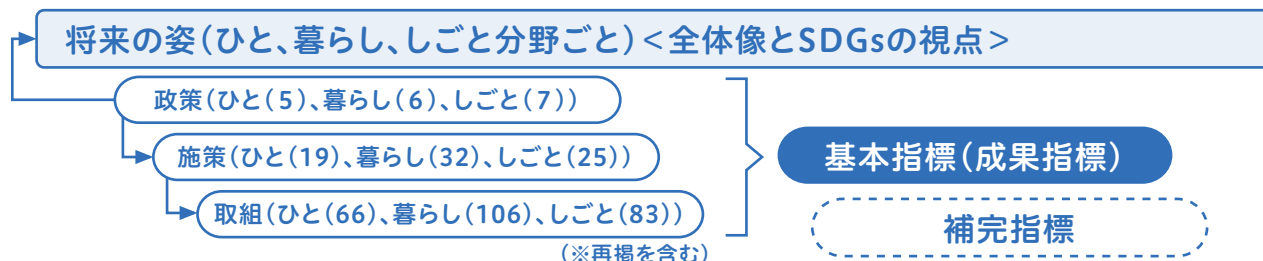 将来の姿(ひと、暮らし、しごと分野ごと)<全体像とSDGsの視点>
政策(ひと(5)、暮らし(6)、しごと(7))
施策(ひと(19)、暮らし(32)、しごと(25))
取組(ひと(66)、暮らし(106)、しごと(83))
(※再掲を含む)
基本指標(成果指標)
補完指標